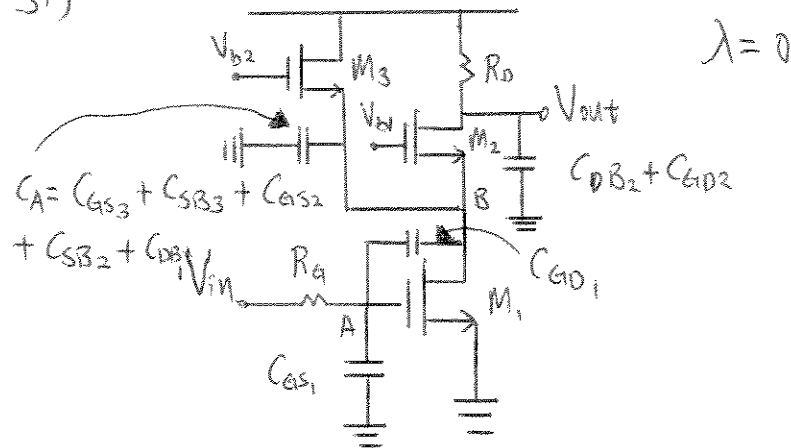 λ = 0
V_b2
M_3
R_D
V_out
V_b1
M_2
C_DB2 + C_GD2
C_A = C_GS3 + C_SB3 + C_GS2
+ C_SB2 + C_DB1
B
V_in
R_G
C_GD1
A
M_1
C_GS1